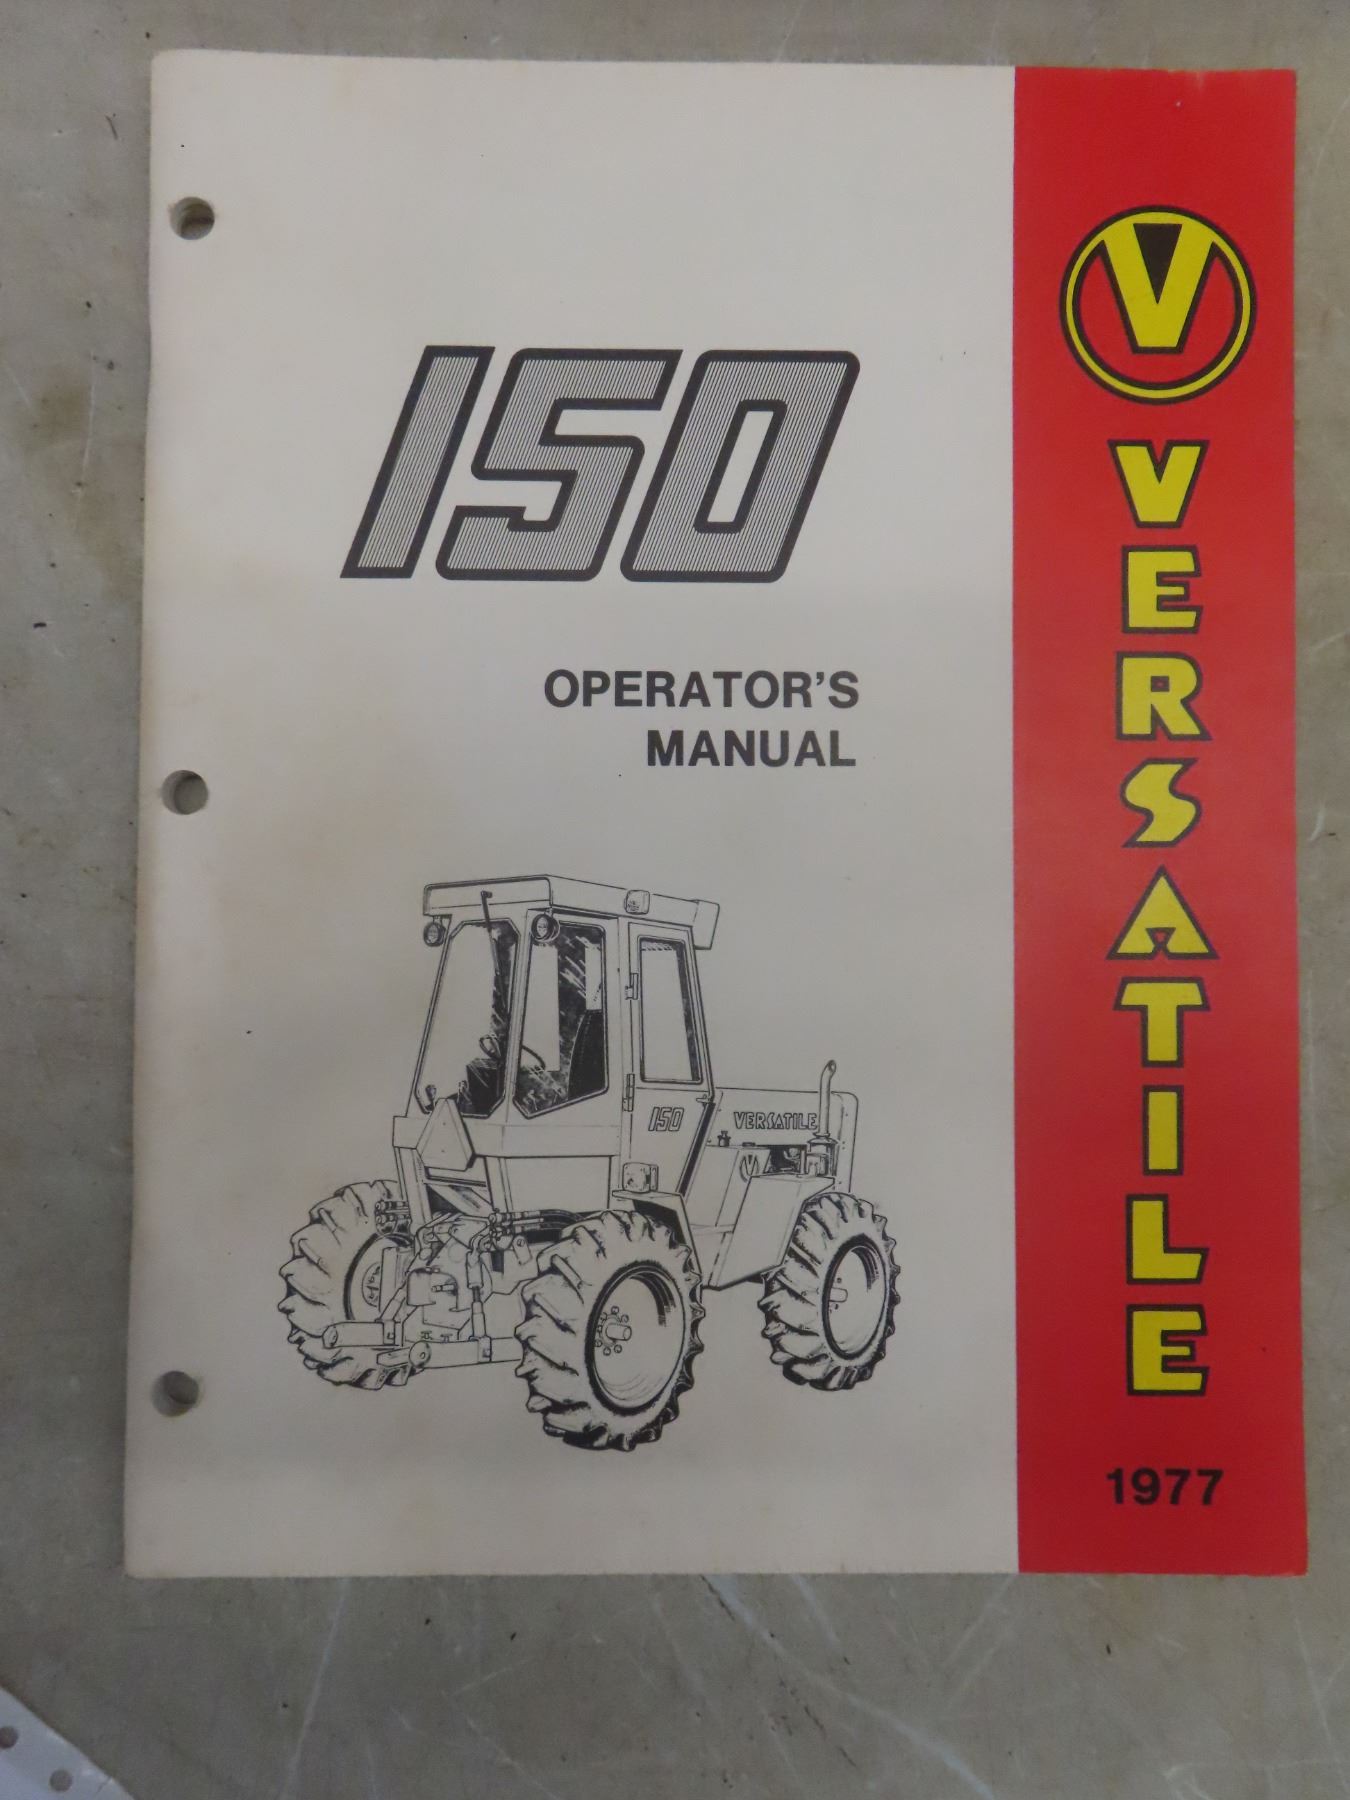 150
OPERATOR'S
MANUAL
150
VERSATILE
V
V
VERSATILE
1977